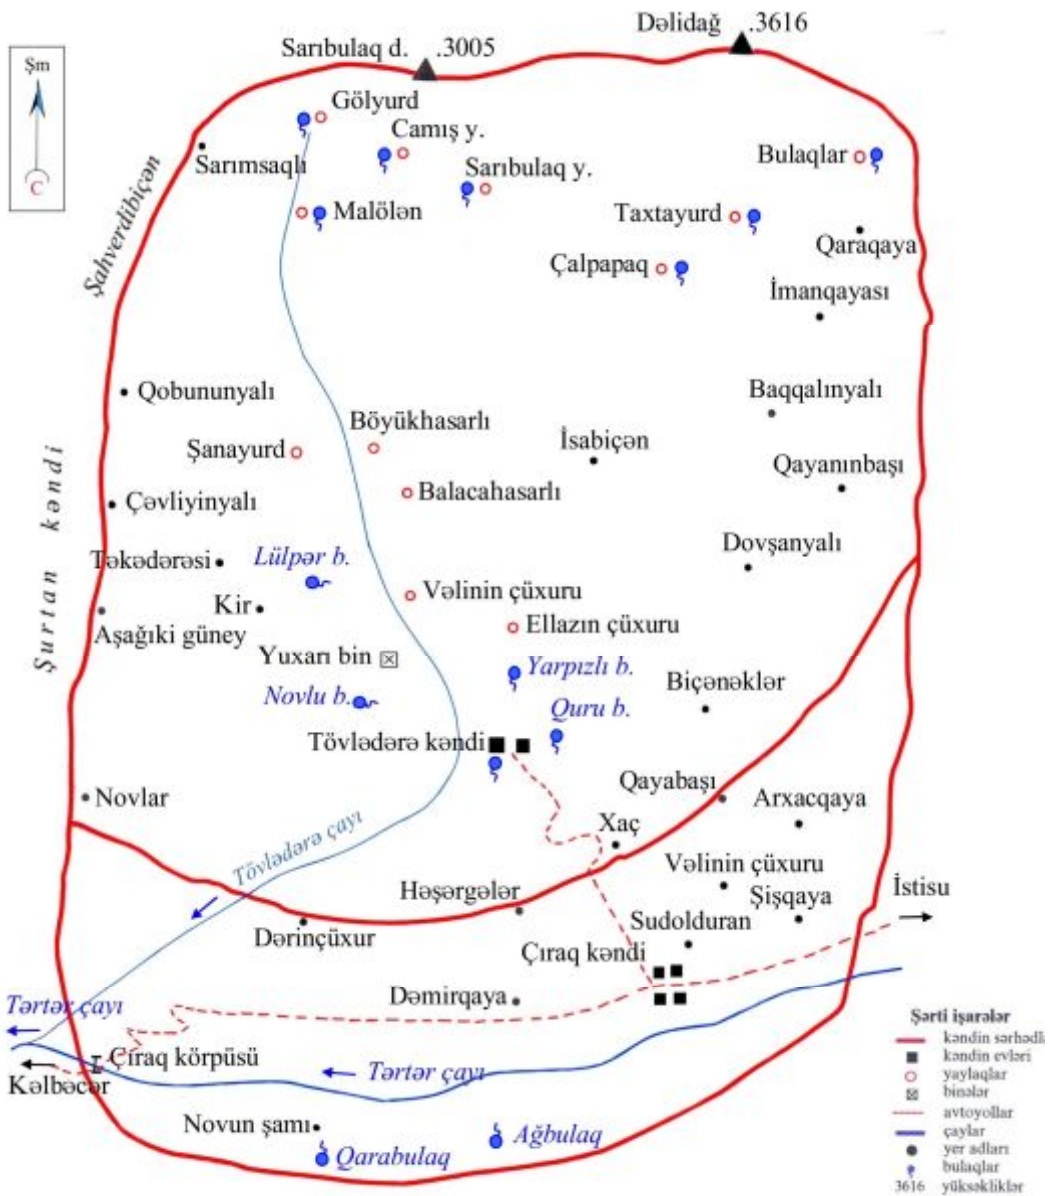 Dəlidağ .3616
Sarıbulaq d. .3005
Şm
C
Gölyurd
Camış y.
Sarımsaqlı
Sarıbulaq y.
Bulaqlar
Malölən
Taxtayurd
Qaraqaya
Şahverdibiçən
Çalpapaq
İmanqayası
Qobununyalı
Baqqalınyalı
Böyükhasarlı
Şanayurd
İsabiçən
Qayanınbaşı
Balacahasarlı
Çəvliyinyalı
Şurtan kəndi
Təkədərəsi
Lülpər b.
Dovşanyalı
Kir
Vəlinin çüxuru
Aşağıki güney
Ellazın çüxuru
Yuxarı bin
Yarpızlı b.
Novlu b.
Biçənəklər
Quru b.
Tövlədərə kəndi
Novlar
Qayabaşı
Arxacqaya
Xaç
Tövlədərə çayı
Vəlinin çüxuru
Həşərgələr
İstisu
Şişqaya
Dərinçüxur
Sudolduran
Çıraq kəndi
Dəmirqaya
Tərtər çayı
Çıraq körpüsü
Kəlbəcər
Tərtər çayı
Novun şamı
Qarabulaq
Ağbulaq
Şərti işarələr
kəndin sərhədlə
kəndin evləri
yaylaqlar
binələr
avtoyollar
çaylar
yer adları
bulaqlar
3616 yüksəkliklər